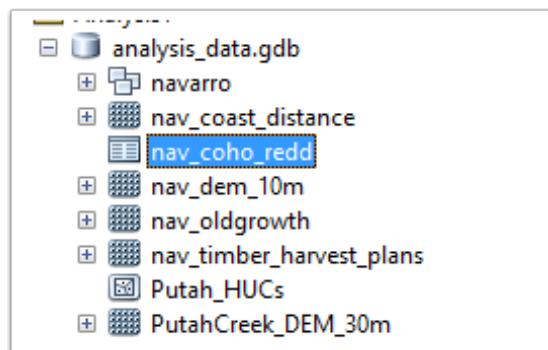 analysis_data.gdb
navarro
nav_coast_distance
nav_coho_redd
nav_dem_10m
nav_oldgrowth
nav_timber_harvest_plans
Putah_HUCs
PutahCreek_DEM_30m